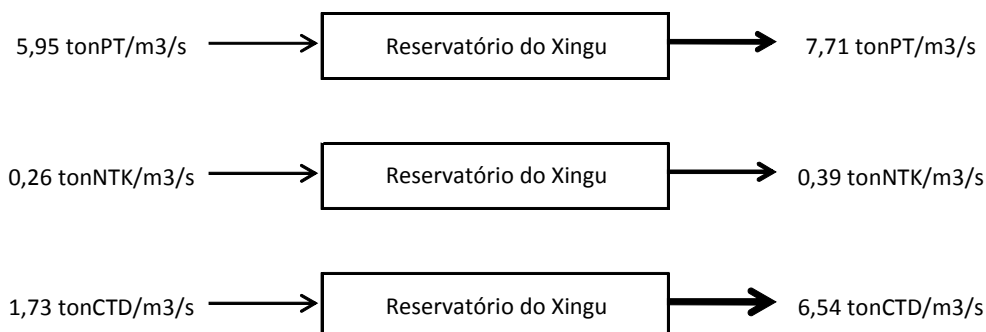 5,95 tonPT/m3/s Reservatório do Xingu 7,71 tonPT/m3/s
0,26 tonNTK/m3/s Reservatório do Xingu 0,39 tonNTK/m3/s
1,73 tonCTD/m3/s Reservatório do Xingu 6,54 tonCTD/m3/s